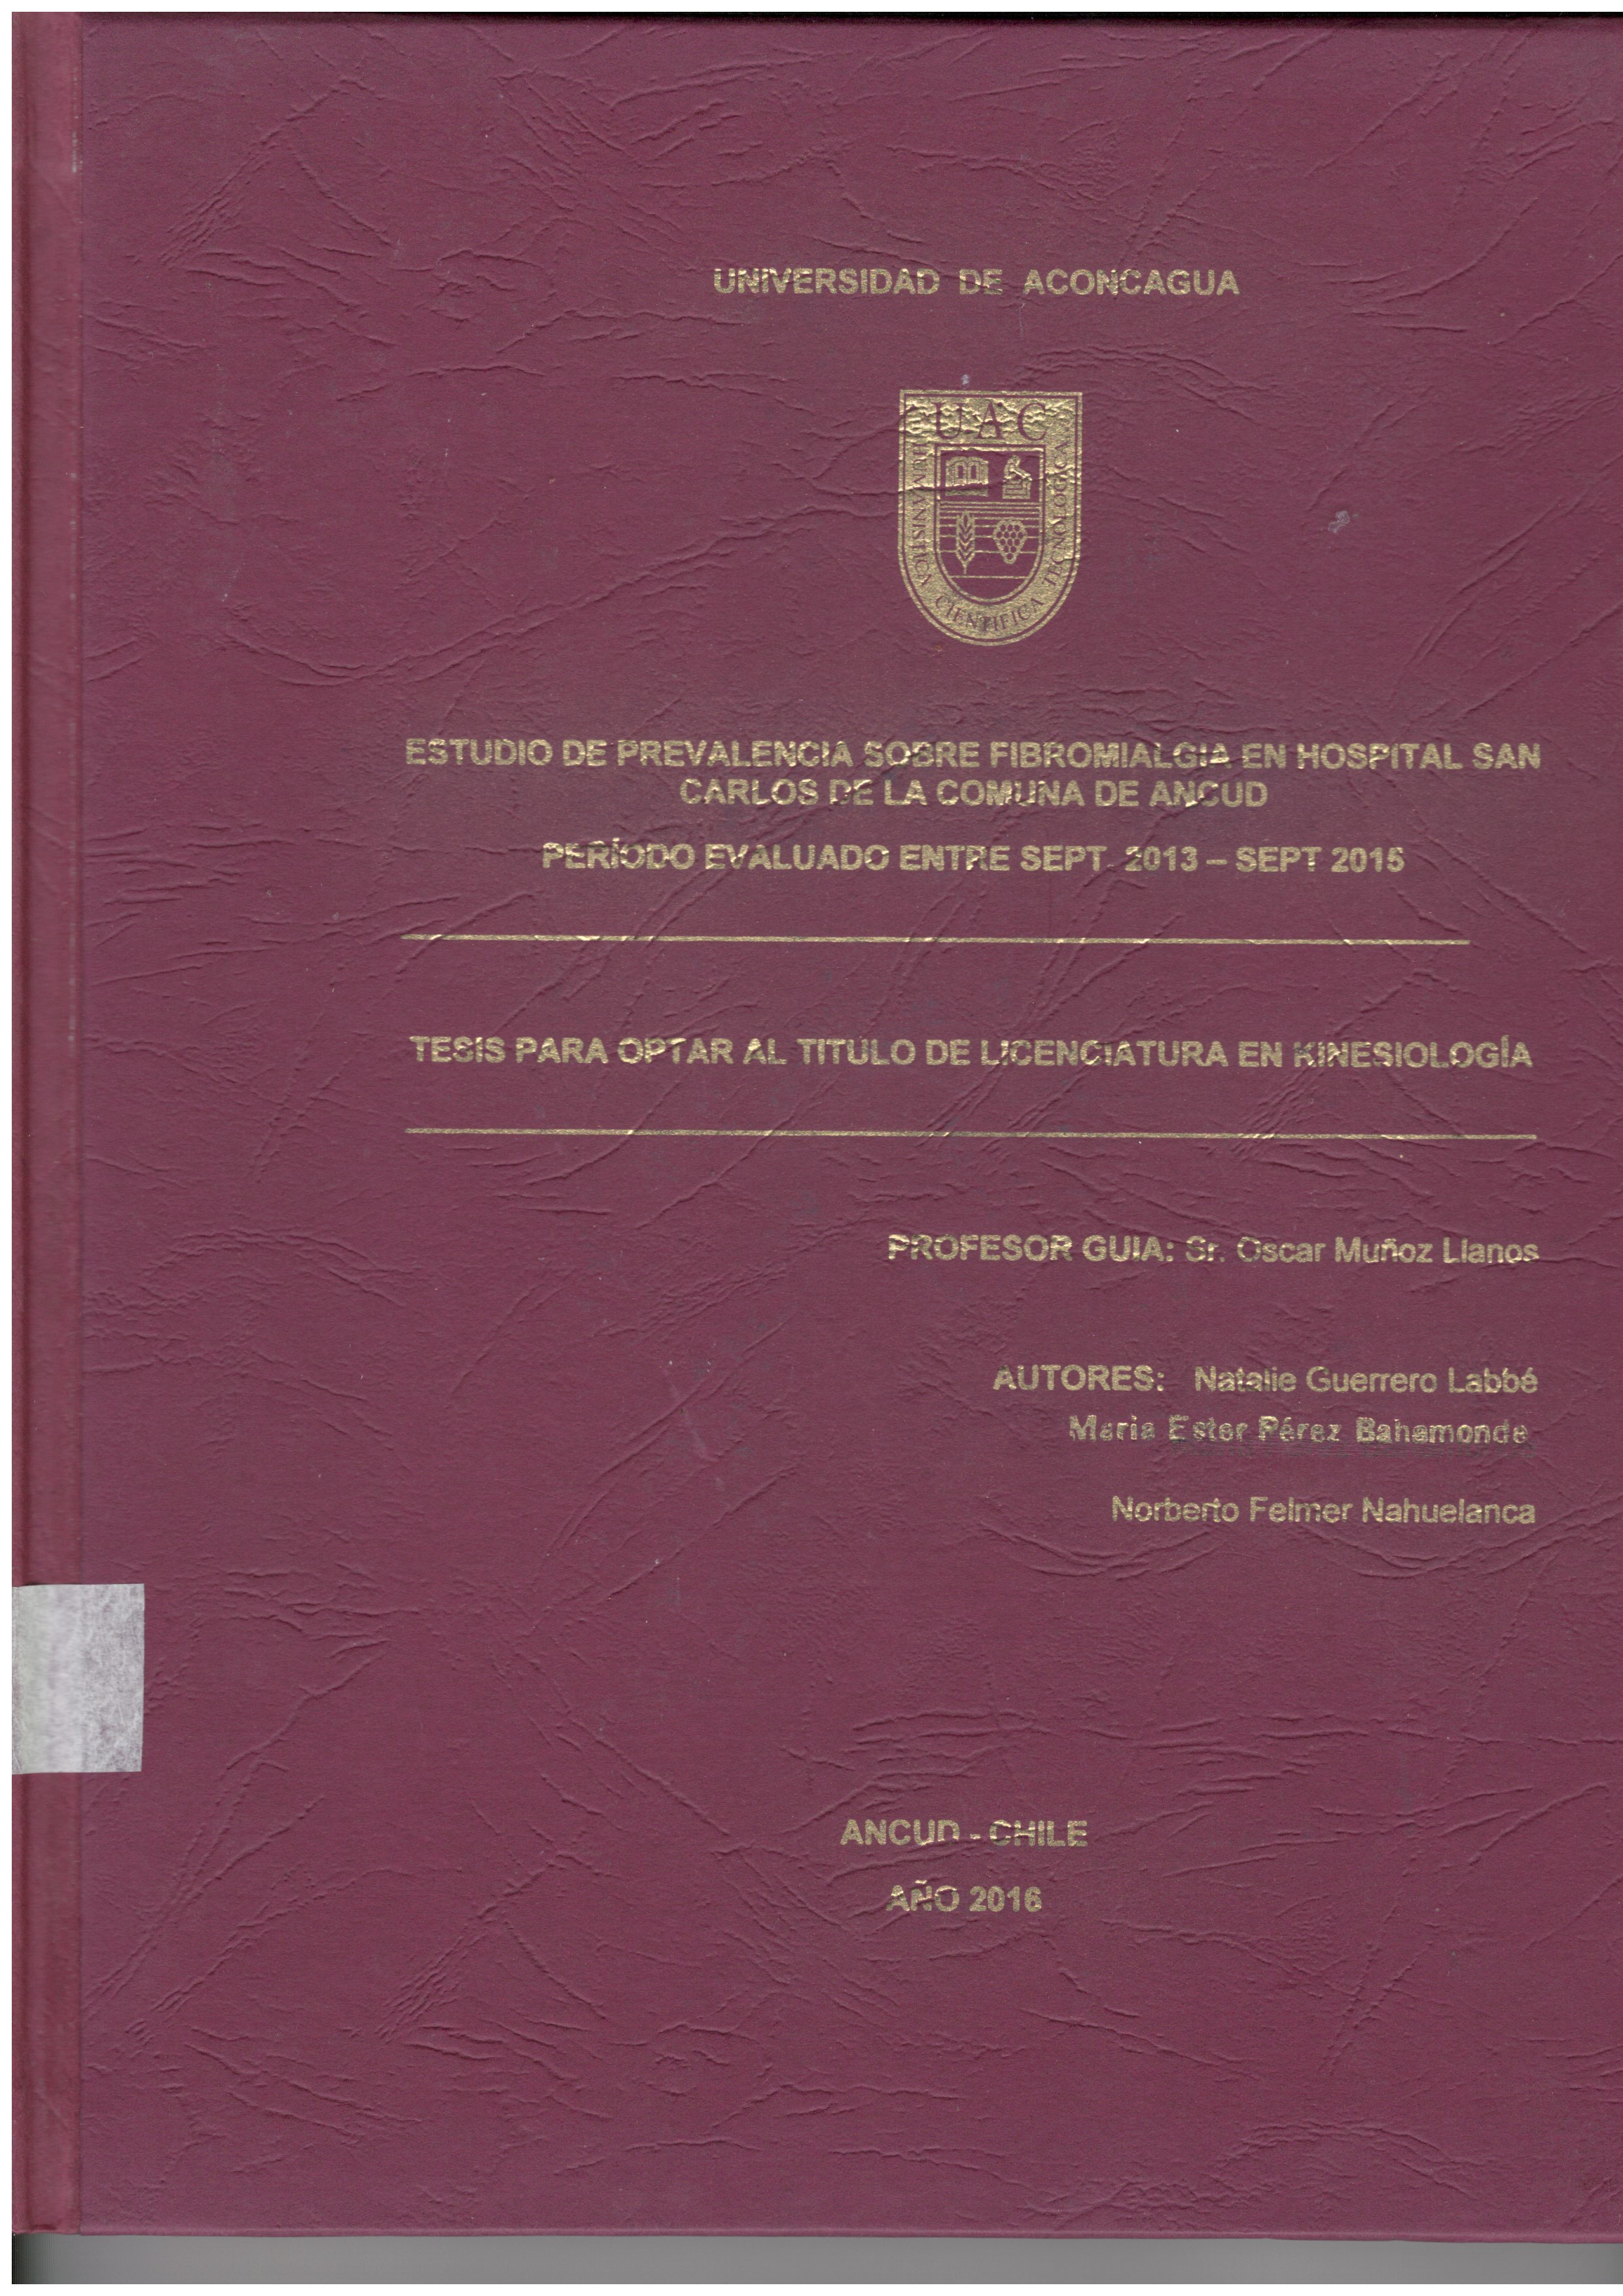 UNIVERSIDAD DE ACONCAGUA
UAC
HUMANISTICA CIENTIFICA TECNOLOGICA
ESTUDIO DE PREVALENCIA SOBRE FIBROMIALGIA EN HOSPITAL SAN
CARLOS DE LA COMUNA DE ANCUD
PERÍODO EVALUADO ENTRE SEPT 2013 – SEPT 2015
TESIS PARA OPTAR AL TITULO DE LICENCIATURA EN KINESIOLOGÍA
PROFESOR GUIA: Sr. Oscar Muñoz Llanos
AUTORES: Natalie Guerrero Labbé
Maria Ester Pérez Bahamonde
Norberto Felmer Nahuelanca
ANCUD - CHILE
AÑO 2016